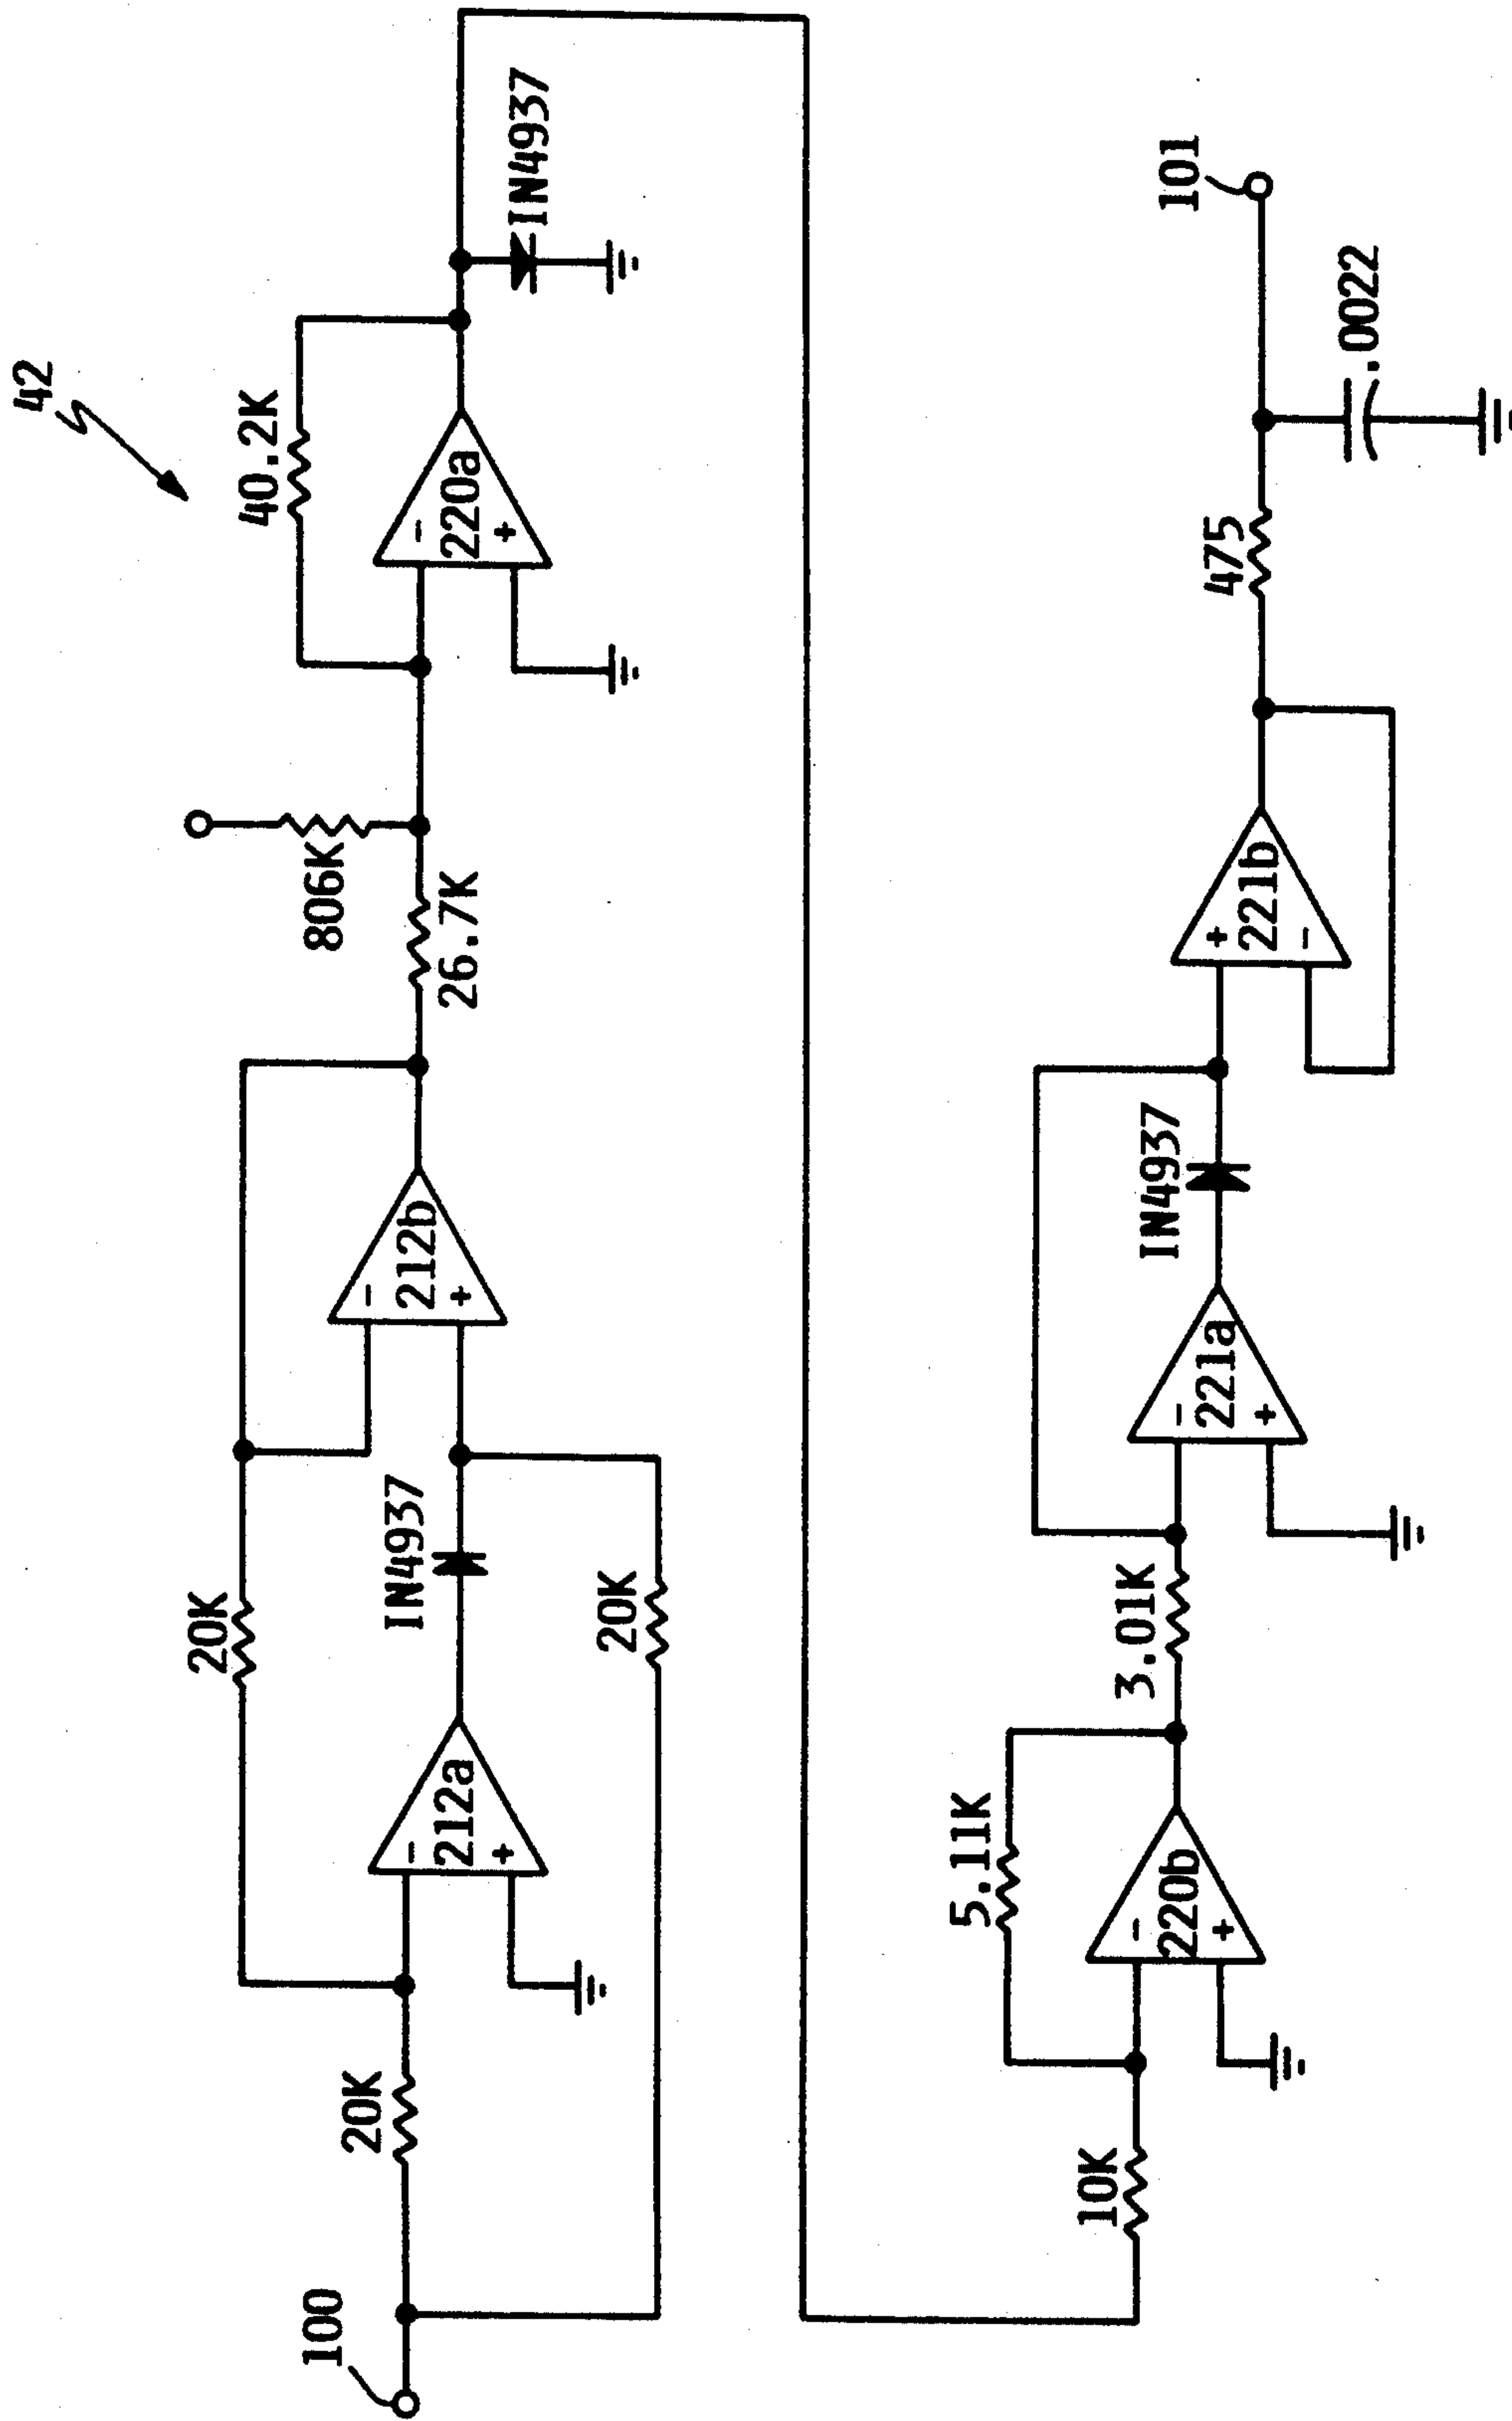 42
40.2K
806K
20K
26.7K
220a
- +
IN4937
212b
- +
IN4937
20K
212a
- +
20K
100
20K
101
5.11K
3.01K
IN4937
475
.0022
10K
220b
- +
221a
- +
221b
+ -